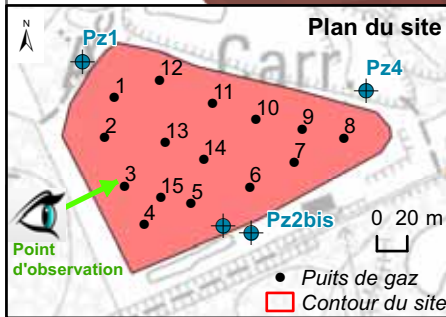 Plan du site
N
Pz1
Carr.
Pz4
12
1
11
10
9
8
2
13
14
7
3
6
15
5
4
Pz2bis
Point
d'observation
0 20 m
Puits de gaz
Contour du site